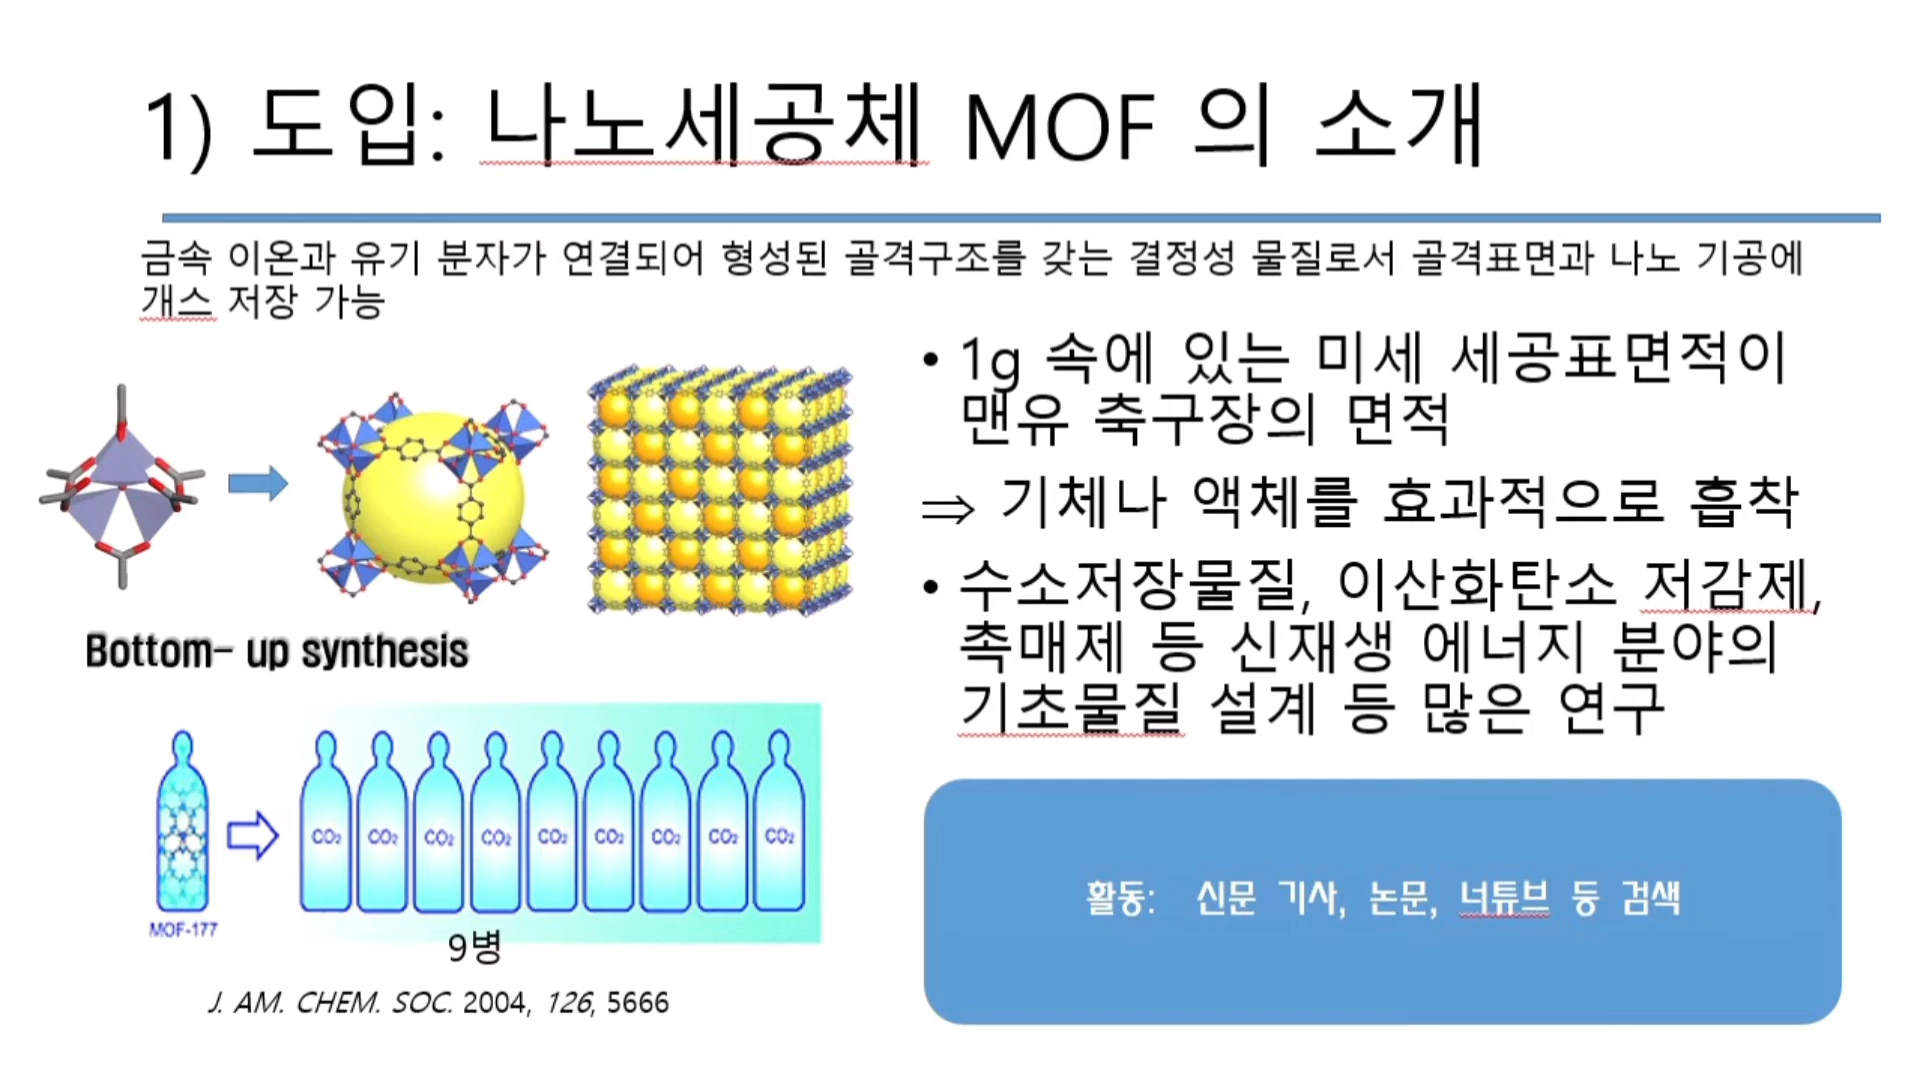 1) 도입: 나노세공체 MOF 의 소개
금속 이온과 유기 분자가 연결되어 형성된 골격구조를 갖는 결정성 물질로서 골격표면과 나노 기공에
개스 저장 가능
• 1g 속에 있는 미세 세공표면적이
맨유 축구장의 면적
⇒ 기체나 액체를 효과적으로 흡착
• 수소저장물질, 이산화탄소 저감제,
촉매제 등 신재생 에너지 분야의
기초물질 설계 등 많은 연구
Bottom- up synthesis
CO₂ CO₂ CO₂ CO₂ CO₂ CO₂ CO₂ CO₂ CO₂
MOF-177
9병
J. AM. CHEM. SOC. 2004, 126, 5666
활동: 신문 기사, 논문, 너튜브 등 검색